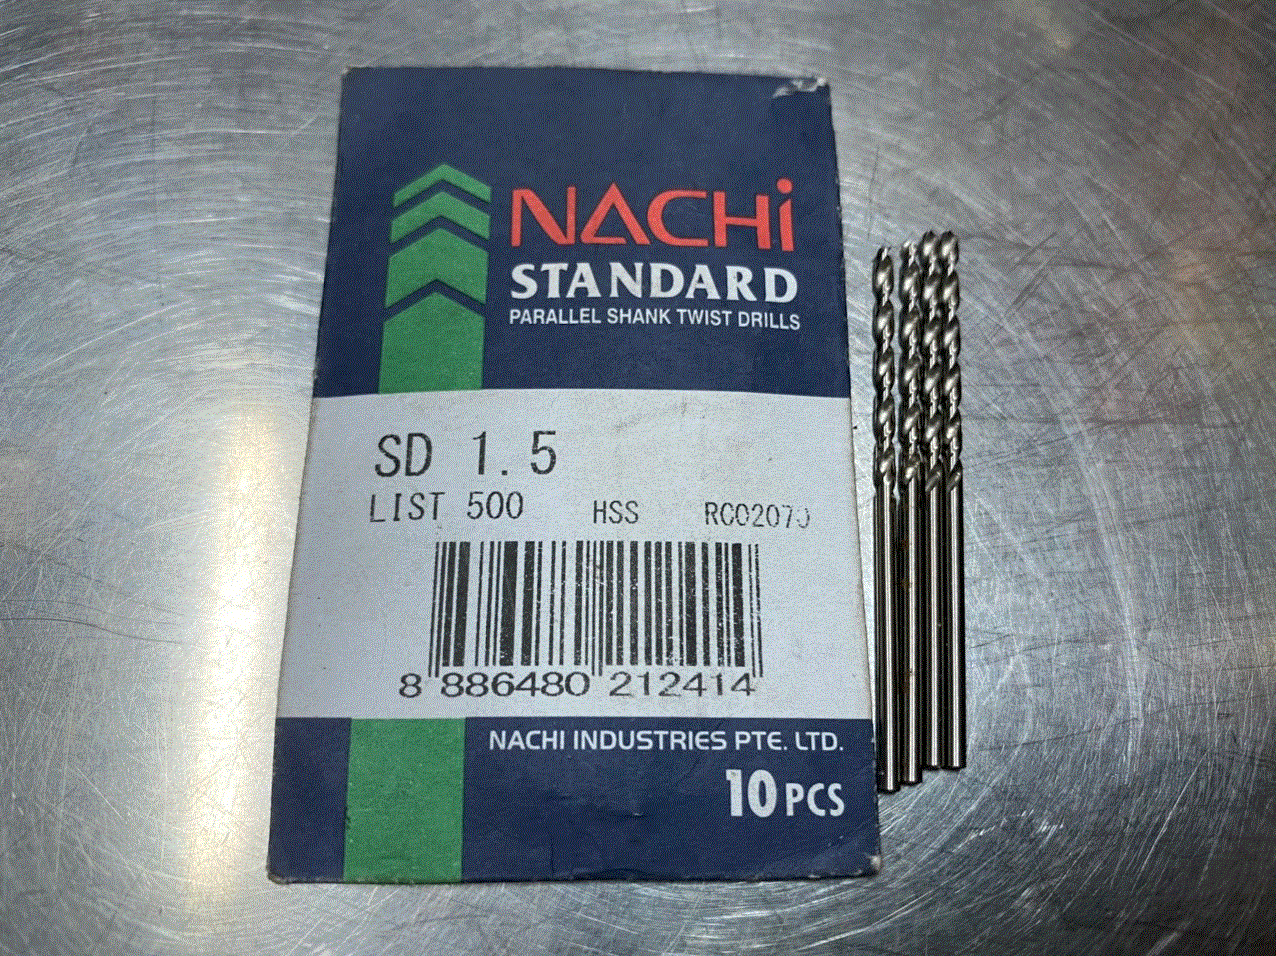 NACHi
STANDARD
PARALLEL SHANK TWIST DRILLS
SD 1.5
LIST 500 HSS
8 886480 212414
NACHI INDUSTRIES PTE. LTD.
10 PCS